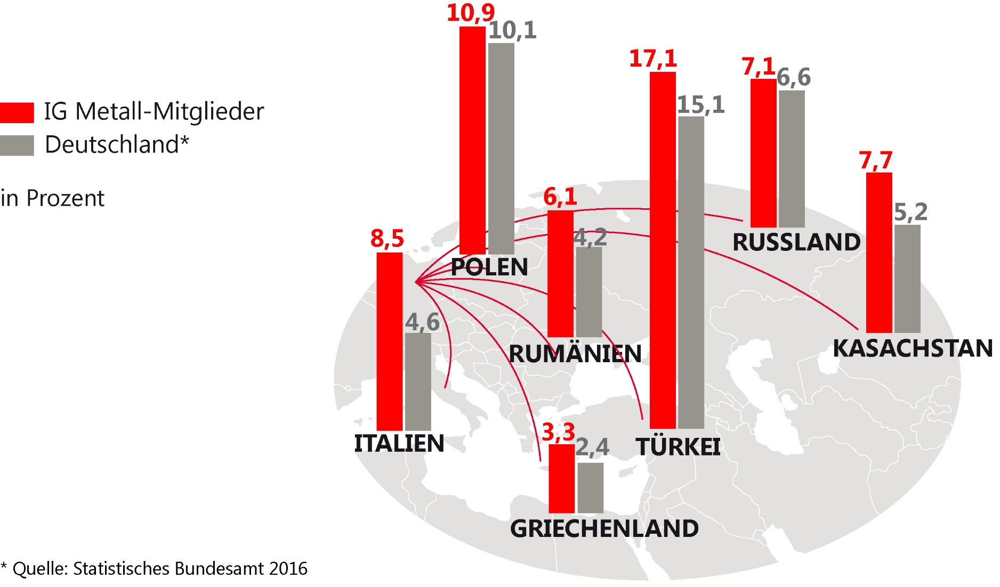 IG Metall-Mitglieder
Deutschland*
in Prozent
10,9
10,1
POLEN
17,1
15,1
TÜRKEI
7,1
6,6
RUSSLAND
7,7
5,2
KASACHSTAN
6,1
4,2
RUMÄNIEN
8,5
4,6
ITALIEN
3,3
2,4
GRIECHENLAND
* Quelle: Statistisches Bundesamt 2016